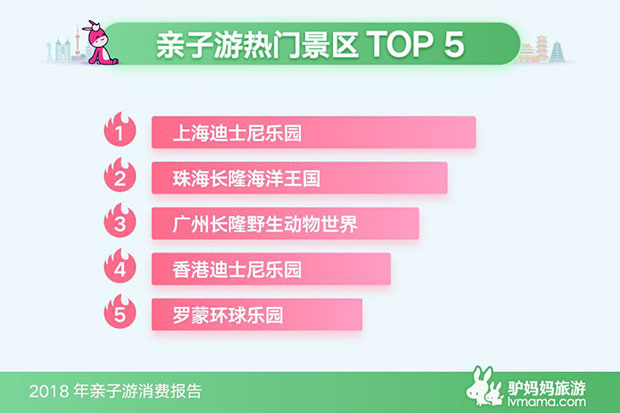 亲子游热门景区 TOP 5
1 上海迪士尼乐园
2 珠海长隆海洋王国
3 广州长隆野生动物世界
4 香港迪士尼乐园
5 罗蒙环球乐园
2018 年亲子游消费报告
驴妈妈旅游
lvmama.com